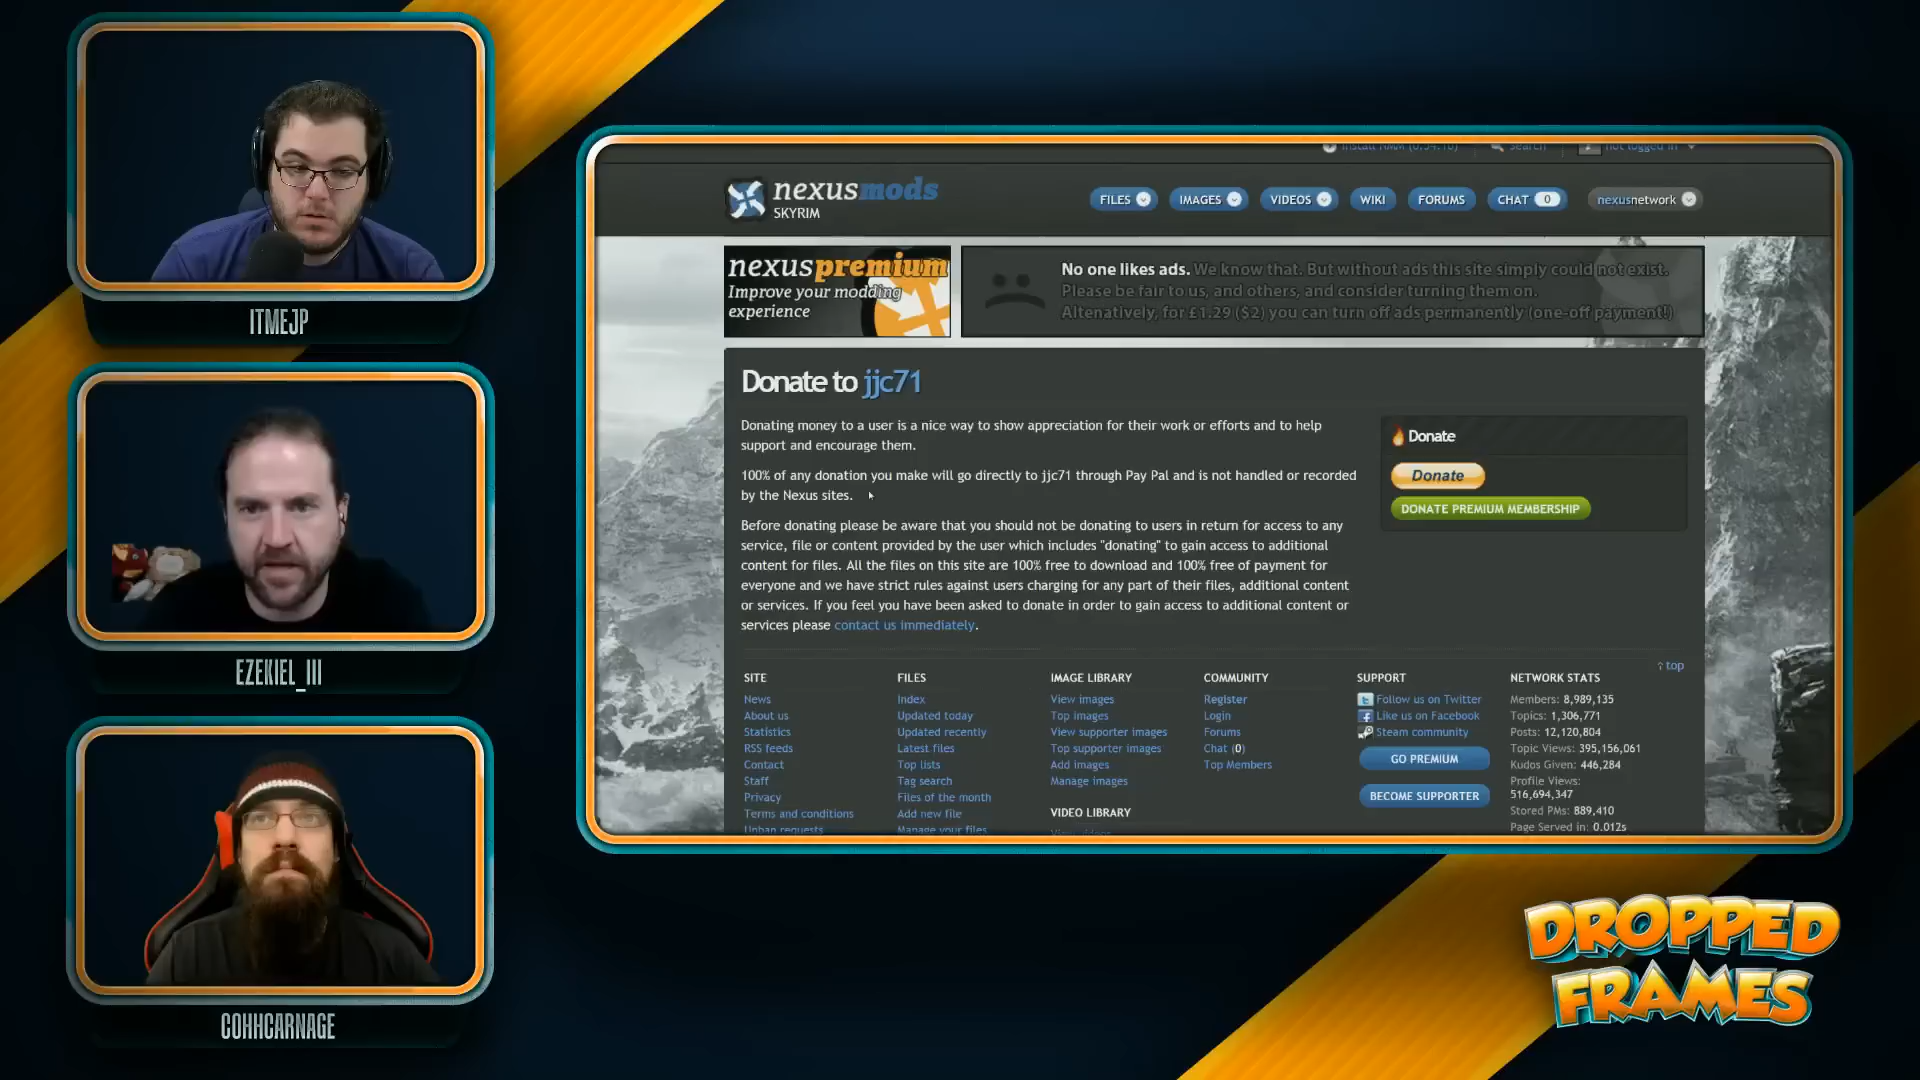 ITMEJP
EZEKIEL_III
COHHCARNAGE
Install NMM (0.54.10)
Search
not logged in
nexusmods
SKYRIM
FILES
IMAGES
VIDEOS
WIKI
FORUMS
CHAT 0
nexusnetwork
nexuspremium
Improve your modding
experience
No one likes ads. We know that. But without ads this site simply could not exist.
Please be fair to us, and others, and consider turning them on.
Altenatively, for £1.29 ($2) you can turn off ads permanently (one-off payment!)
Donate to jjc71
Donating money to a user is a nice way to show appreciation for their work or efforts and to help
support and encourage them.
100% of any donation you make will go directly to jjc71 through Pay Pal and is not handled or recorded
by the Nexus sites.
Before donating please be aware that you should not be donating to users in return for access to any
service, file or content provided by the user which includes "donating" to gain access to additional
content for files. All the files on this site are 100% free to download and 100% free of payment for
everyone and we have strict rules against users charging for any part of their files, additional content
or services. If you feel you have been asked to donate in order to gain access to additional content or
services please contact us immediately.
Donate
Donate
DONATE PREMIUM MEMBERSHIP
top
SITE
News
About us
Statistics
RSS feeds
Contact
Staff
Privacy
Terms and conditions
Unban requests
FILES
Index
Updated today
Updated recently
Latest files
Top lists
Tag search
Files of the month
Add new file
Manage your files
IMAGE LIBRARY
View images
Top images
View supporter images
Top supporter images
Add images
Manage images
VIDEO LIBRARY
View videos
COMMUNITY
Register
Login
Forums
Chat (0)
Top Members
SUPPORT
Follow us on Twitter
Like us on Facebook
Steam community
GO PREMIUM
BECOME SUPPORTER
NETWORK STATS
Members: 8,989,135
Topics: 1,306,771
Posts: 12,120,804
Topic Views: 395,156,061
Kudos Given: 446,284
Profile Views:
516,694,347
Stored PMs: 889,410
Page Served in: 0.012s
DROPPED
FRAMES